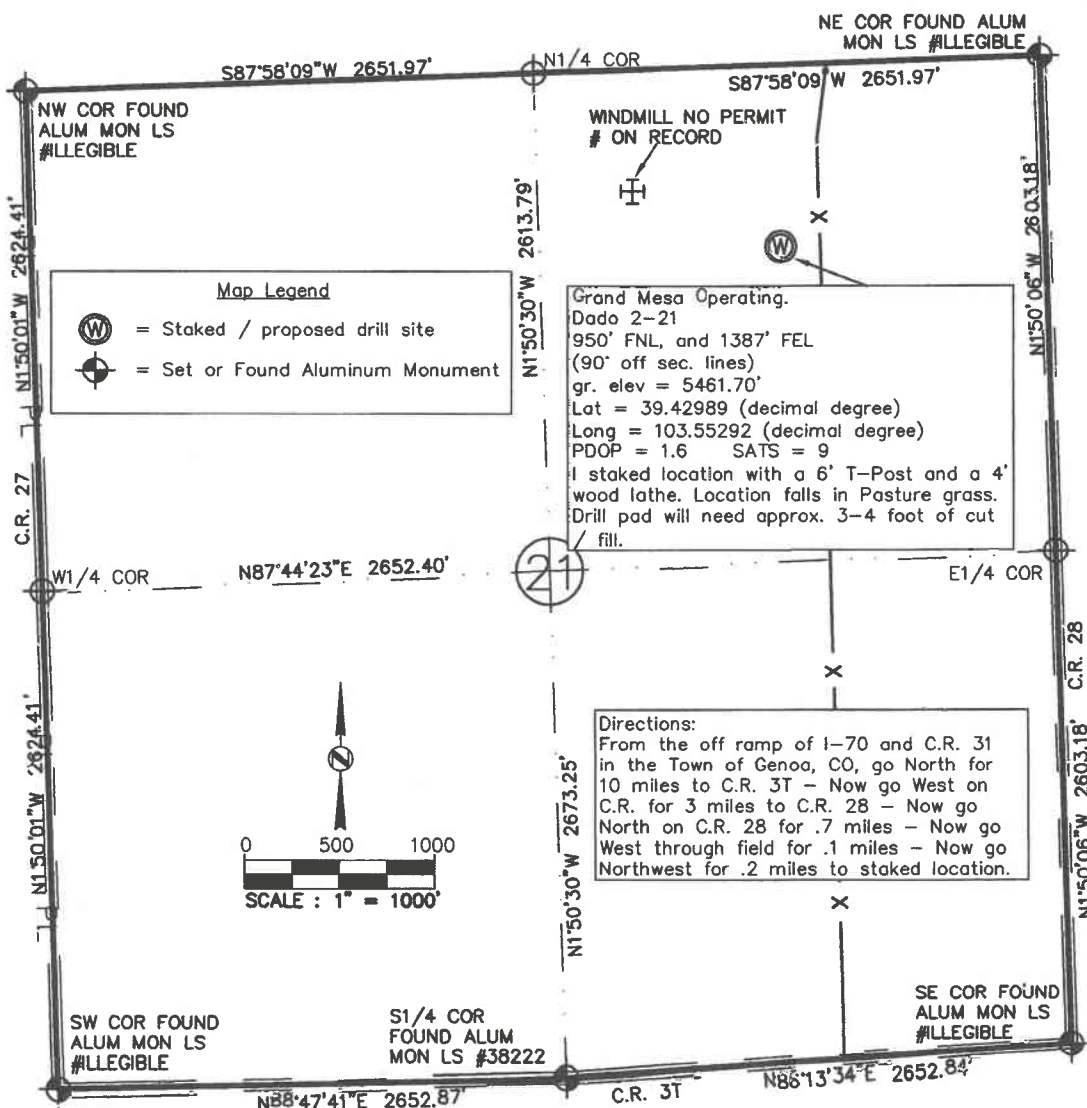 NE COR FOUND ALUM
MON LS #ILLEGIBLE
S87°58'09"W 2651.97'
N1/4 COR
S87°58'09"W 2651.97'
NW COR FOUND
ALUM MON LS
#ILLEGIBLE
WINDMILL NO PERMIT
# ON RECORD
N1°50'01"W 2624.41'
N1°50'30"W 2613.79'
N1°50'06"W 2603.18'
X
W
Map Legend
W = Staked / proposed drill site
= Set or Found Aluminum Monument
Grand Mesa Operating.
Dado 2-21
950' FNL, and 1387' FEL
(90° off sec. lines)
gr. elev = 5461.70'
Lat = 39.42989 (decimal degree)
Long = 103.55292 (decimal degree)
PDOP = 1.6 SATS = 9
I staked location with a 6' T-Post and a 4'
wood lathe. Location falls in Pasture grass.
Drill pad will need approx. 3-4 foot of cut
fill.
C.R. 27
W1/4 COR
N87°44'23"E 2652.40'
21
E1/4 COR
C.R. 28
X
N1°50'01"W 2624.41'
N1°50'30"W 2673.25'
N1°50'06"W 2603.18'
N
0 500 1000
SCALE : 1" = 1000'
Directions:
From the off ramp of I-70 and C.R. 31
in the Town of Genoa, CO, go North for
10 miles to C.R. 3T - Now go West on
C.R. for 3 miles to C.R. 28 - Now go
North on C.R. 28 for .7 miles - Now go
West through field for .1 miles - Now go
Northwest for .2 miles to staked location.
X
SW COR FOUND
ALUM MON LS
#ILLEGIBLE
S1/4 COR
FOUND ALUM
MON LS #38222
SE COR FOUND
ALUM MON LS
#ILLEGIBLE
N88°47'41"E 2652.87'
C.R. 3T
2652.84'